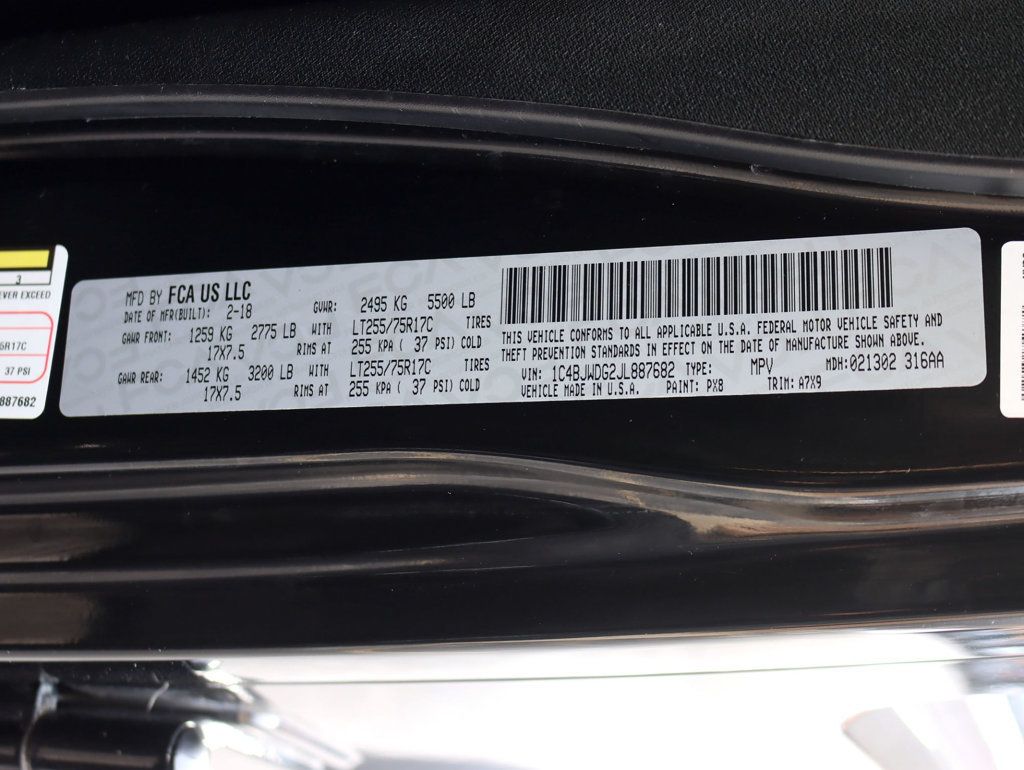 3
EVER EXCEED
5R17C
37 PSI
887682
MFD BY FCA US LLC
DATE OF MFR(BUILT): 2-18 GVWR: 2495 KG 5500 LB
GAWR FRONT: 1259 KG 2775 LB WITH LT255/75R17C TIRES
17X7.5 RIMS AT 255 KPA ( 37 PSI) COLD
GAWR REAR: 1452 KG 3200 LB WITH LT255/75R17C TIRES
17X7.5 RIMS AT 255 KPA ( 37 PSI) COLD
THIS VEHICLE CONFORMS TO ALL APPLICABLE U.S.A. FEDERAL MOTOR VEHICLE SAFETY AND
THEFT PREVENTION STANDARDS IN EFFECT ON THE DATE OF MANUFACTURE SHOWN ABOVE.
VIN: 1C4BJWDG2JL887682 TYPE: MPV MDH:021302 316AA
VEHICLE MADE IN U.S.A. PAINT: PX8 TRIM: A7X9